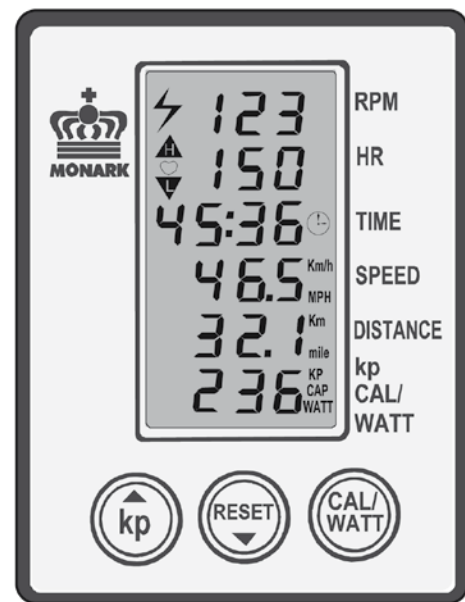 123 RPM
H
150 HR
L
MONARK
45:36 TIME
46.5 Km/h MPH SPEED
32.1 Km mile DISTANCE
236 KP CAP WATT kp CAL/ WATT
kp
RESET
CAL/
WATT